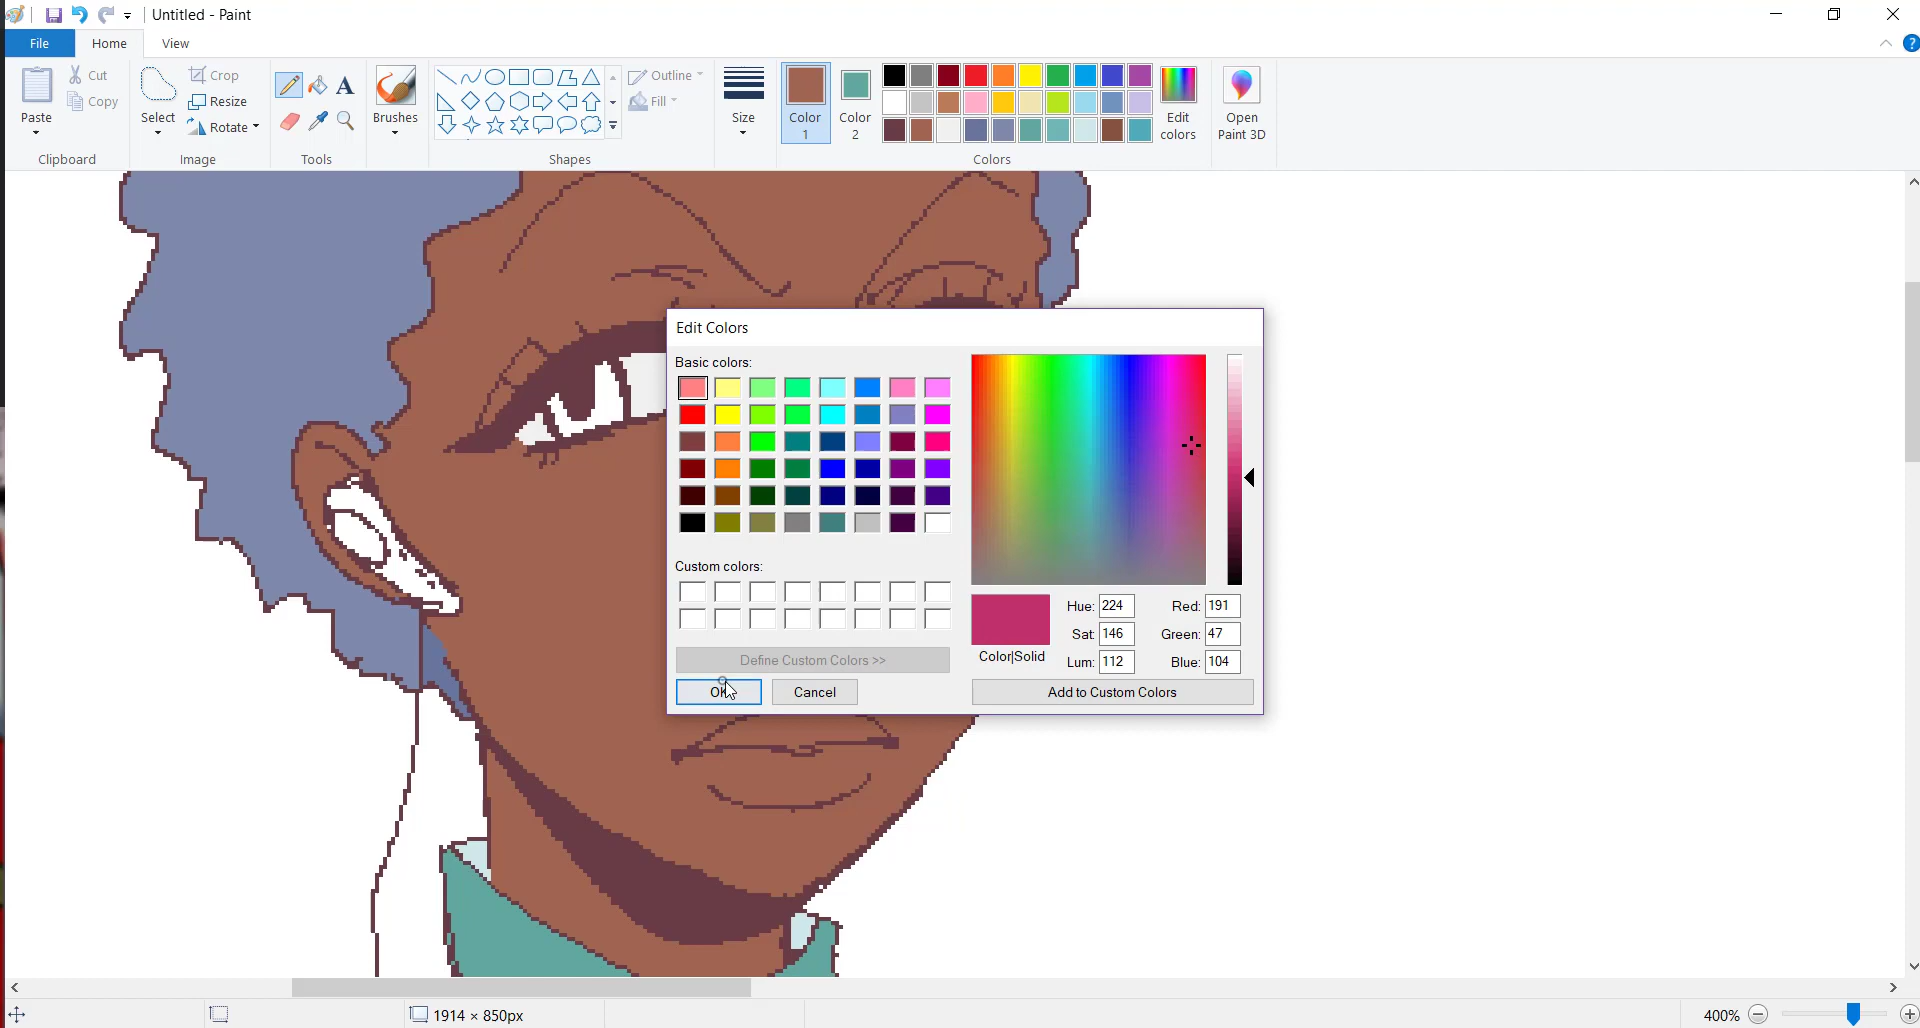 Untitled - Paint
File
Home
View
Paste
Cut
Copy
Clipboard
Select
Crop
Resize
Rotate
Image
A
Tools
Brushes
Outline
Fill
Shapes
Size
Color
1
Color
2
Edit
colors
Colors
Open
Paint 3D
?
Edit Colors
Basic colors:
Custom colors:
Define Custom Colors >>
OK
Cancel
Color|Solid
Hue: 224
Sat: 146
Lum: 112
Red: 191
Green: 47
Blue: 104
Add to Custom Colors
1914 × 850px
400%